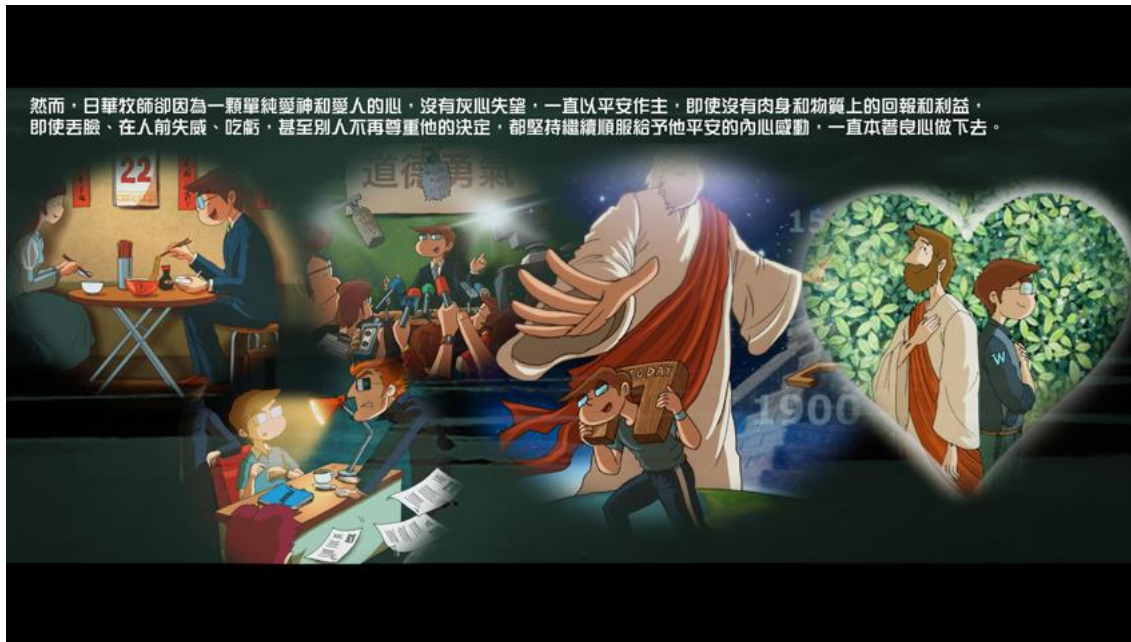 然而，日華牧師卻因為一顆單純愛神和愛人的心，沒有灰心失望，一直以平安作主，即使沒有肉身和物質上的回報和利益，
即使丟臉、在人前失威、吃虧，甚至別人不再尊重他的決定，都堅持繼續順服給予他平安的內心感動，一直本著良心做下去。
22
道德勇氣
TODAY
1900
W